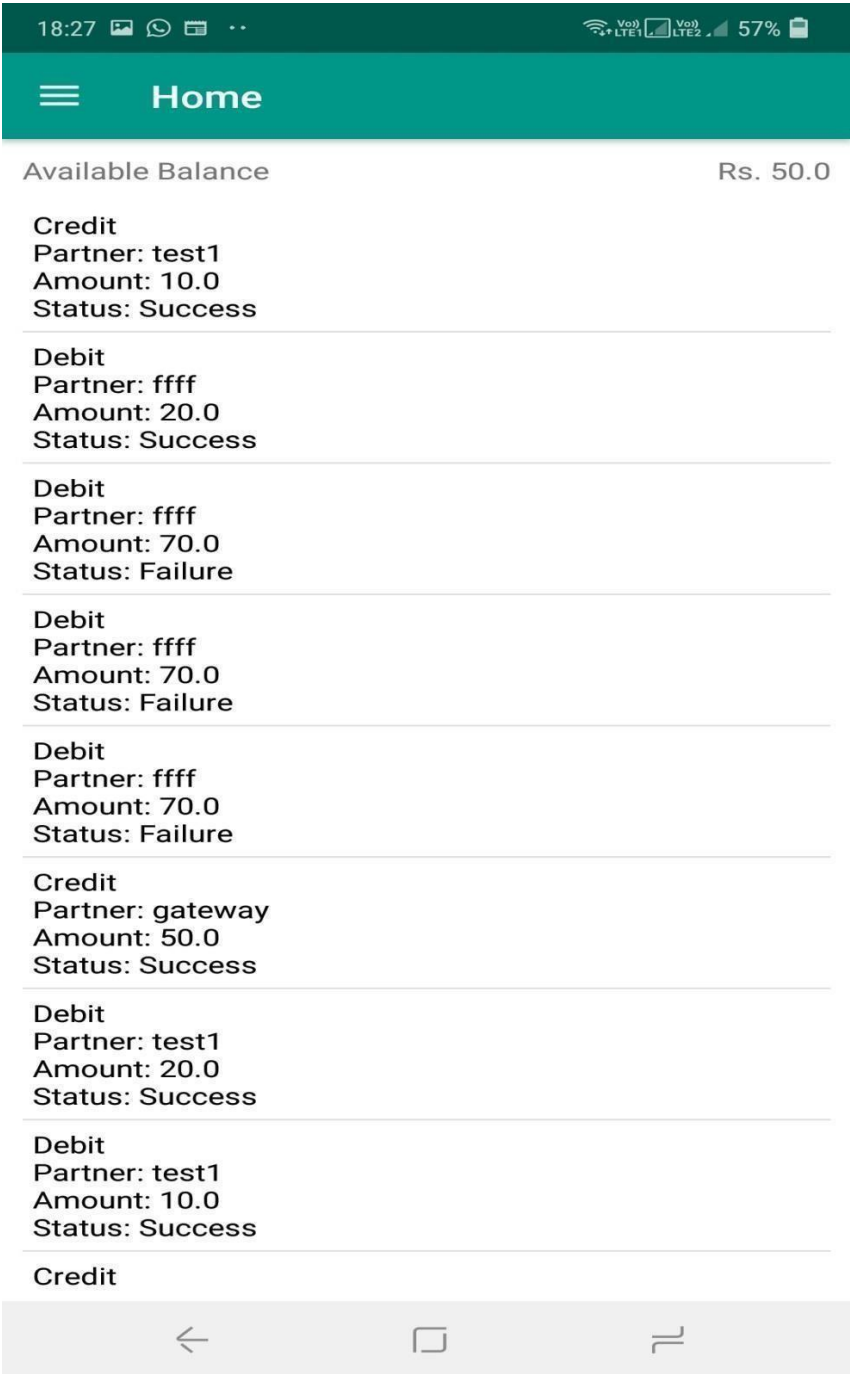 18:27 57%
Home
Available Balance Rs. 50.0
Credit
Partner: test1
Amount: 10.0
Status: Success
Debit
Partner: ffff
Amount: 20.0
Status: Success
Debit
Partner: ffff
Amount: 70.0
Status: Failure
Debit
Partner: ffff
Amount: 70.0
Status: Failure
Debit
Partner: ffff
Amount: 70.0
Status: Failure
Credit
Partner: gateway
Amount: 50.0
Status: Success
Debit
Partner: test1
Amount: 20.0
Status: Success
Debit
Partner: test1
Amount: 10.0
Status: Success
Credit